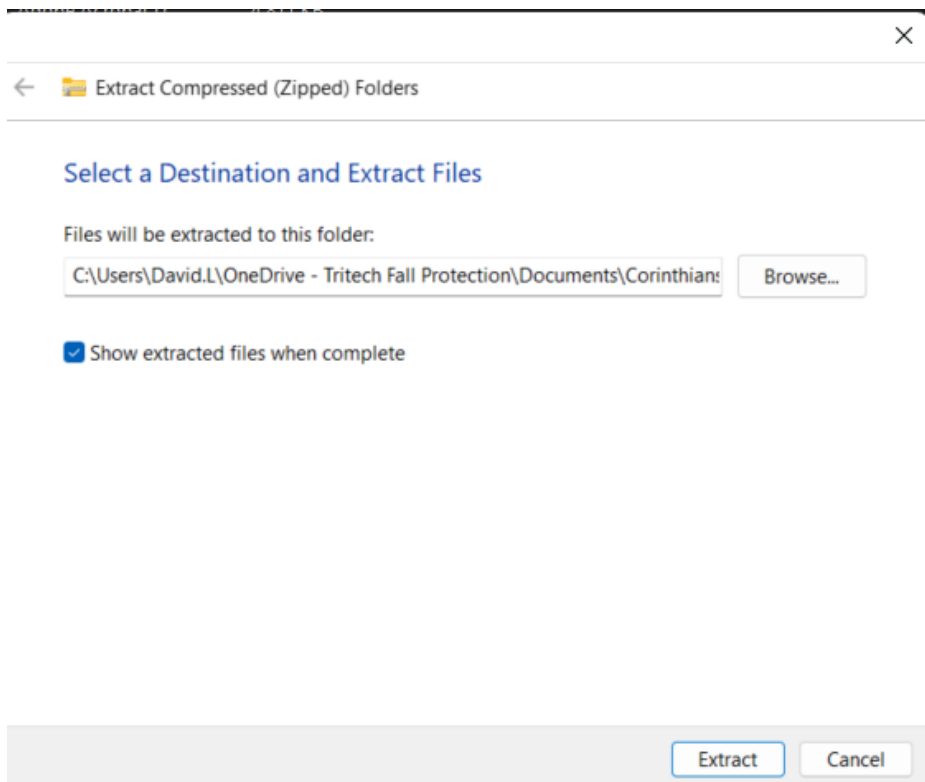 Extract Compressed (Zipped) Folders
Select a Destination and Extract Files
Files will be extracted to this folder:
C:\Users\David.L\OneDrive - Tritech Fall Protection\Documents\Corinthians
Browse...
Show extracted files when complete
Extract
Cancel